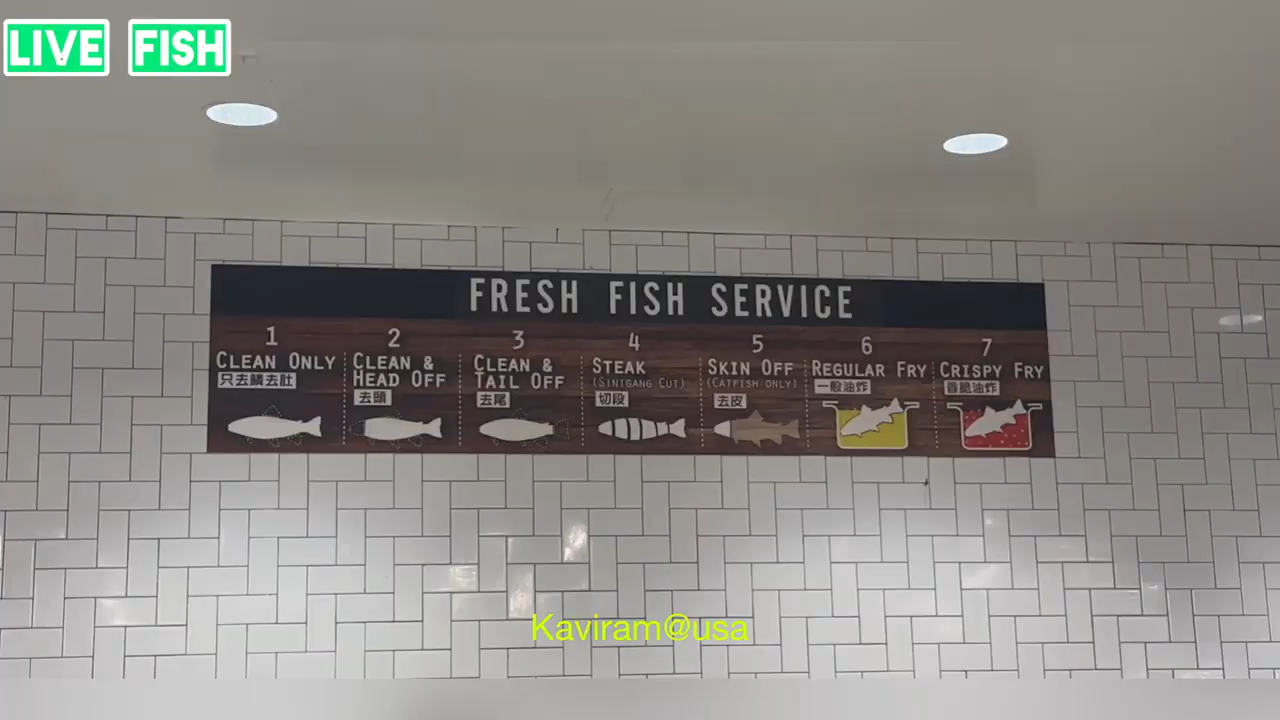 LIVE FISH
FRESH FISH SERVICE
1
CLEAN ONLY
只去鱗去肚
2
CLEAN &
HEAD OFF
去頭
3
CLEAN &
TAIL OFF
去尾
4
STEAK
(SINIGANG CUT)
切段
5
SKIN OFF
(CATFISH ONLY)
去皮
6
REGULAR FRY
一般油炸
7
CRISPY FRY
香脆油炸
Kaviram@usa